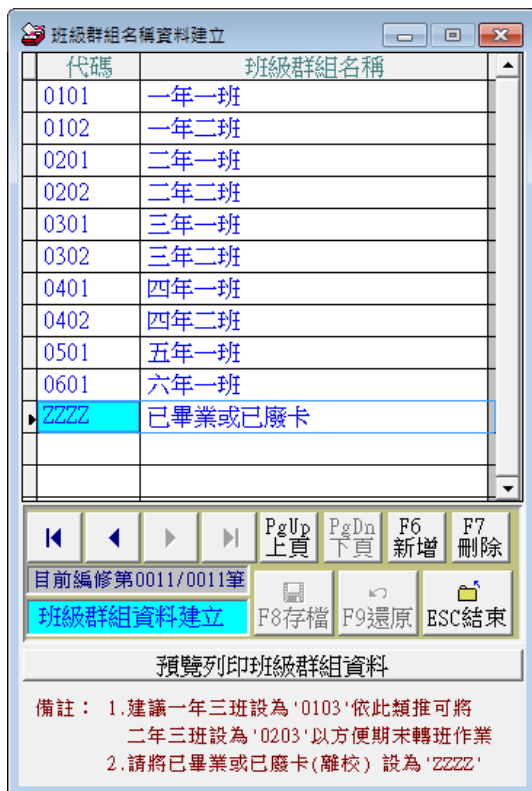 班級群組名稱資料建立
代碼 班級群組名稱
0101 一年一班
0102 一年二班
0201 二年一班
0202 二年二班
0301 三年一班
0302 三年二班
0401 四年一班
0402 四年二班
0501 五年一班
0601 六年一班
ZZZZ 已畢業或已廢卡
PgUp 上頁 PgDn 下頁 F6 新增 F7 刪除
目前編修第0011/0011筆
班級群組資料建立 F8存檔 F9還原 ESC結束
預覽列印班級群組資料
備註： 1.建議一年三班設為'0103'依此類推可將
二年三班設為'0203'以方便期末轉班作業
2.請將已畢業或已廢卡(離校) 設為'ZZZZ'